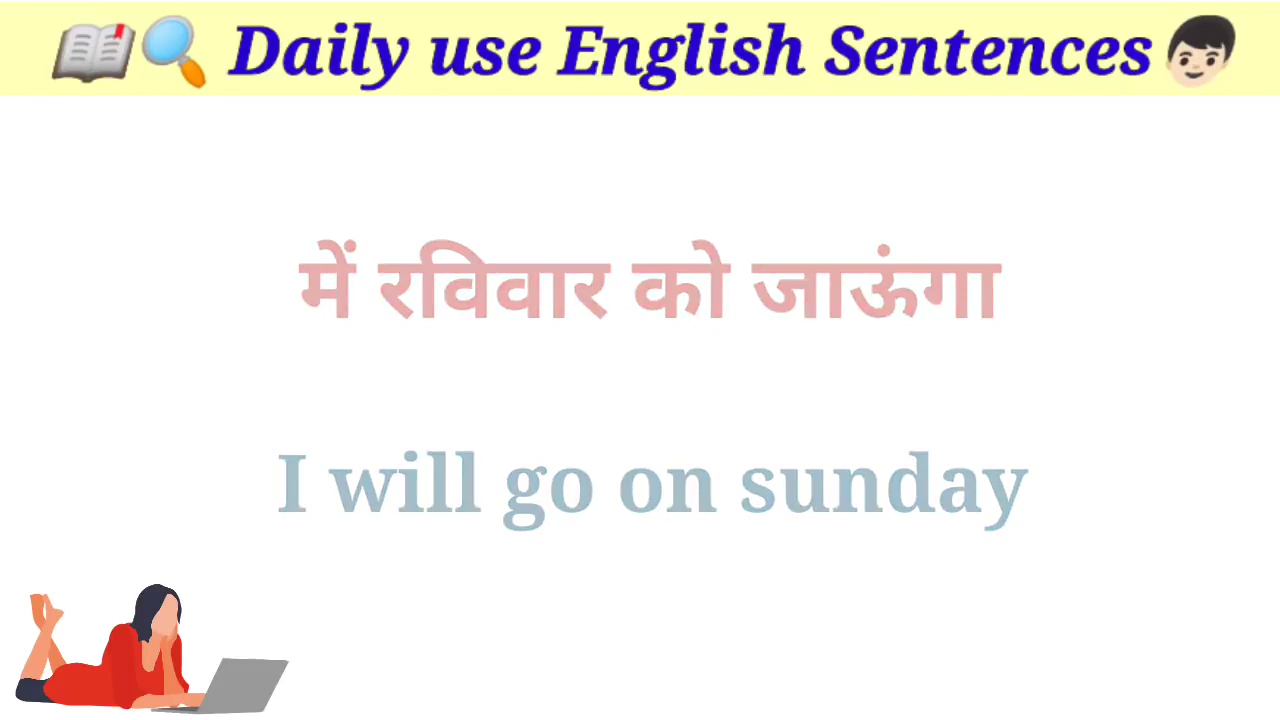 Daily use English Sentences
में रविवार को जाऊंगा
I will go on sunday